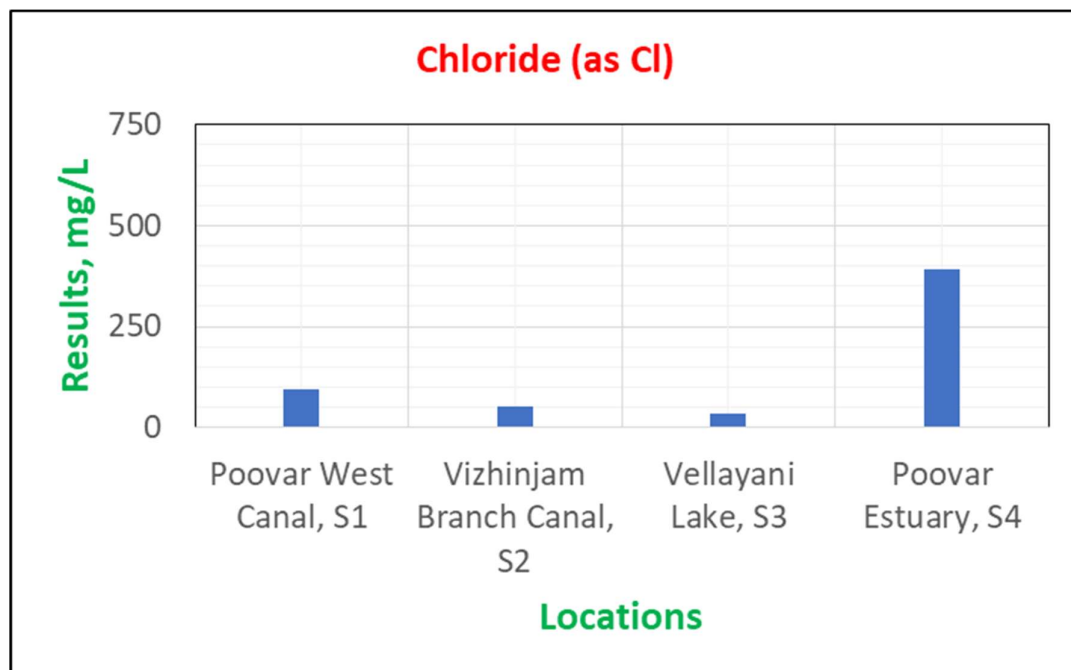 Chloride (as Cl)
Results, mg/L
750
500
250
0
Poovar West
Canal, S1
Vizhinjam
Branch Canal,
S2
Vellayani
Lake, S3
Poovar
Estuary, S4
Locations